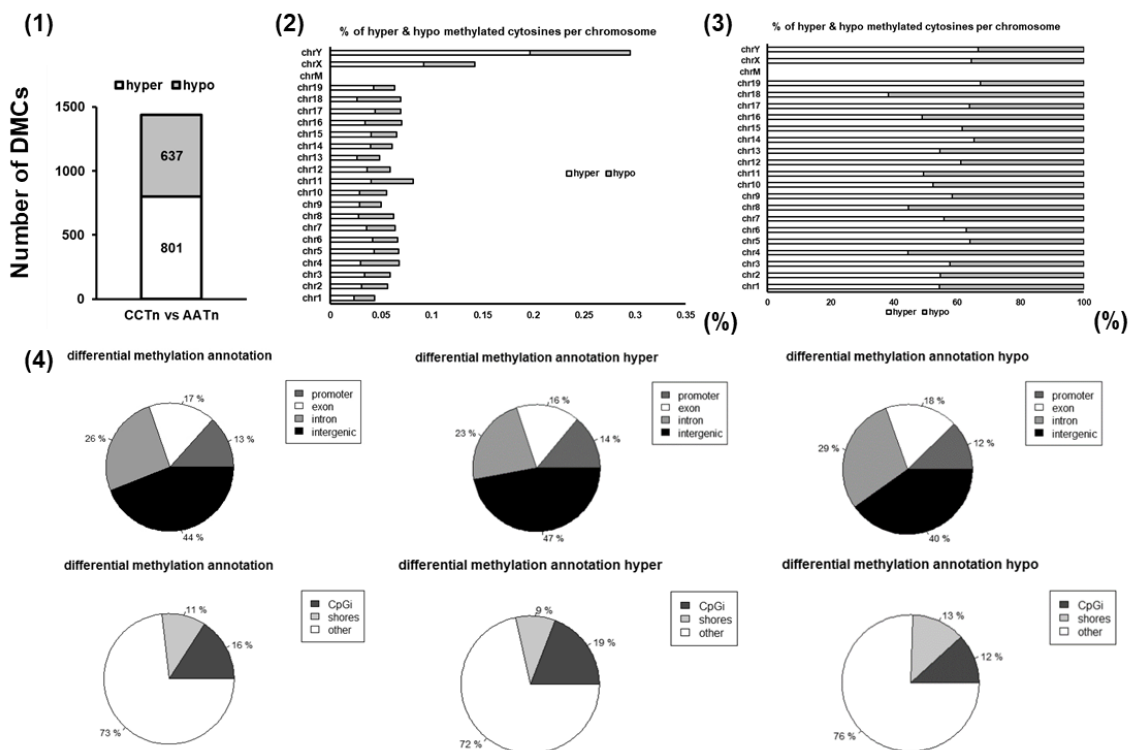 (1)
hyper hypo
Number of DMCs
1500
1000
500
0
637
801
CCTn vs AATn
(2)
% of hyper & hypo methylated cytosines per chromosome
chrY
chrX
chrM
chr19
chr18
chr17
chr16
chr15
chr14
chr13
chr12
chr11
chr10
chr9
chr8
chr7
chr6
chr5
chr4
chr3
chr2
chr1
hyper hypo
0 0.05 0.1 0.15 0.2 0.25 0.3 0.35
(%)
(3)
% of hyper & hypo methylated cytosines per chromosome
chrY
chrX
chrM
chr19
chr18
chr17
chr16
chr15
chr14
chr13
chr12
chr11
chr10
chr9
chr8
chr7
chr6
chr5
chr4
chr3
chr2
chr1
0 20 40 60 80 100
hyper hypo
(%)
(4)
differential methylation annotation
17 %
13 %
26 %
44 %
promoter
exon
intron
intergenic
differential methylation annotation hyper
16 %
14 %
23 %
47 %
promoter
exon
intron
intergenic
differential methylation annotation hypo
18 %
12 %
29 %
40 %
promoter
exon
intron
intergenic
differential methylation annotation
11 %
16 %
73 %
CpGi
shores
other
differential methylation annotation hyper
9 %
19 %
72 %
CpGi
shores
other
differential methylation annotation hypo
13 %
12 %
76 %
CpGi
shores
other